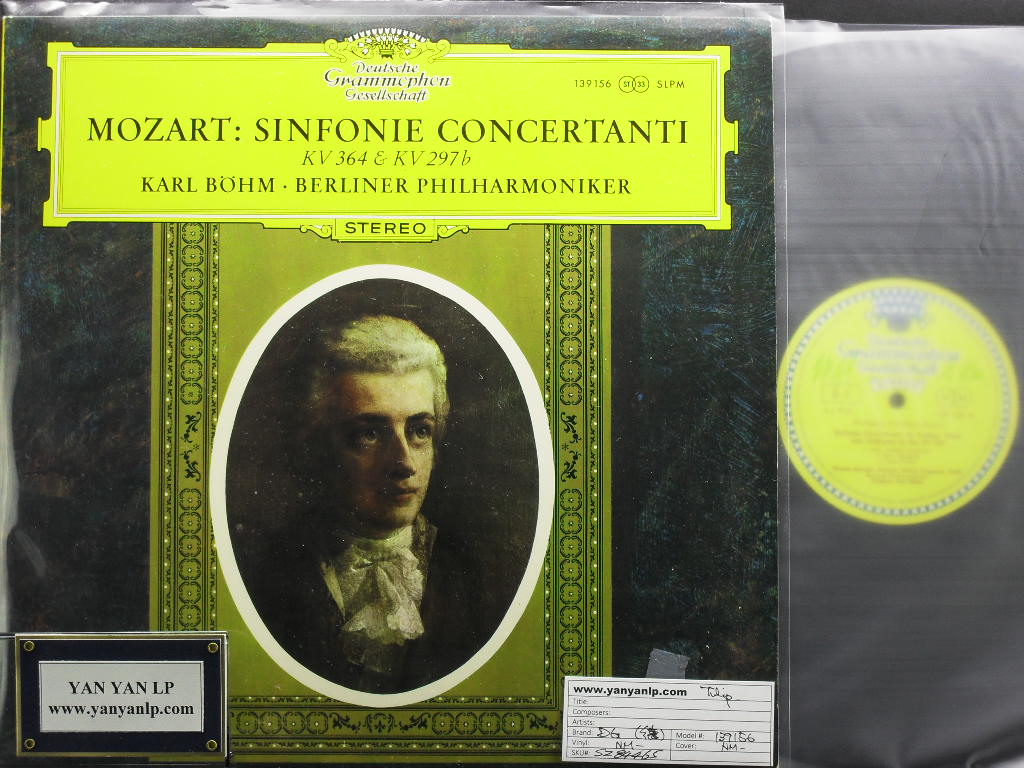 Deutsche
Grammophon
Gesellschaft
139156 ST 33 SLPM
MOZART: SINFONIE CONCERTANTI
KV 364 & KV 297b
KARL BÖHM · BERLINER PHILHARMONIKER
STEREO
YAN YAN LP
www.yanyanlp.com
www.yanyanlp.com Tulip
Title:
Composers:
Artists:
Brand: DG Model #: 139156
Vinyl: NM- Cover: NM-
SKU#: